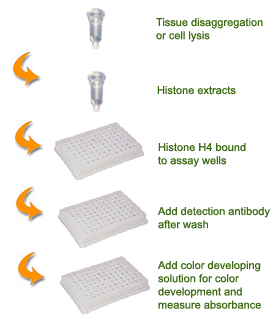 Tissue disaggregation
or cell lysis
Histone extracts
Histone H4 bound
to assay wells
Add detection antibody
after wash
Add color developing
solution for color
development and
measure absorbance